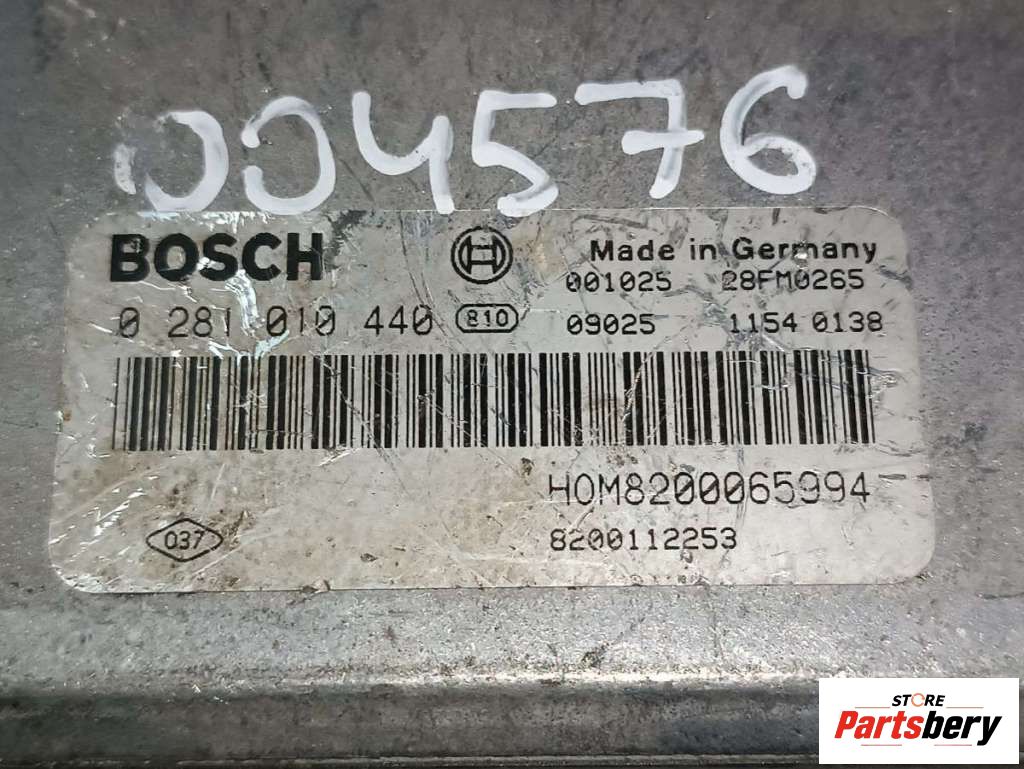 004576
BOSCH Made in Germany
001025 28FM0265
0 281 010 440 810 09025 1154 0138
HOM8200065994
037 8200112253
STORE
Partsbery